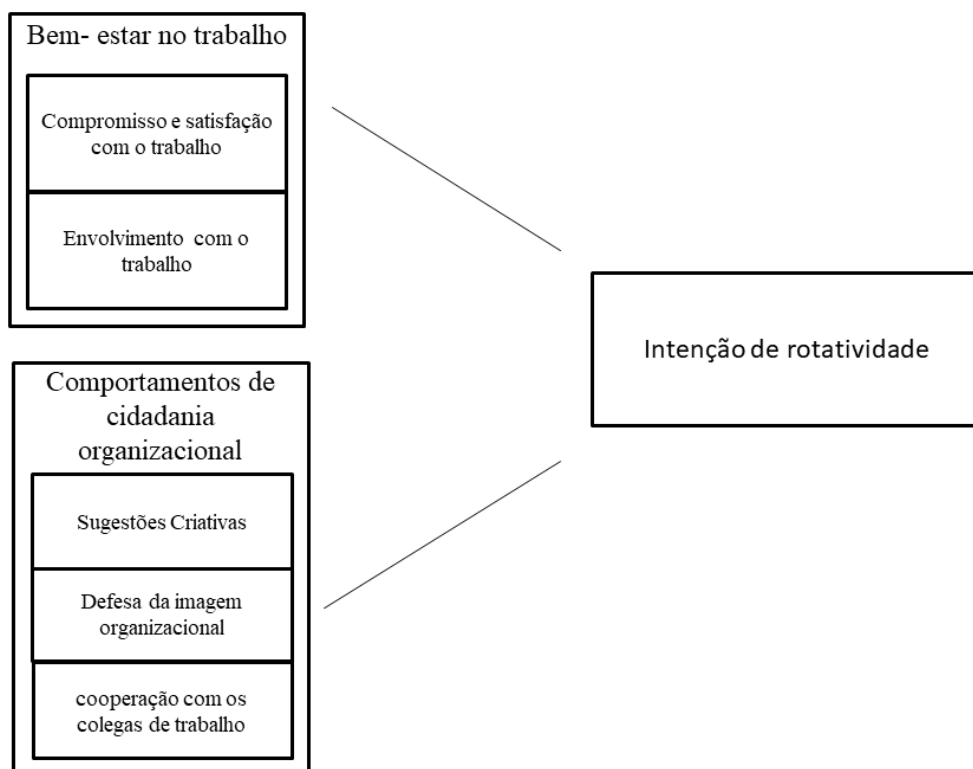 Bem- estar no trabalho
Compromisso e satisfação
com o trabalho
Envolvimento com o
trabalho
Intenção de rotatividade
Comportamentos de
cidadania
organizacional
Sugestões Criativas
Defesa da imagem
organizacional
cooperação com os
colegas de trabalho